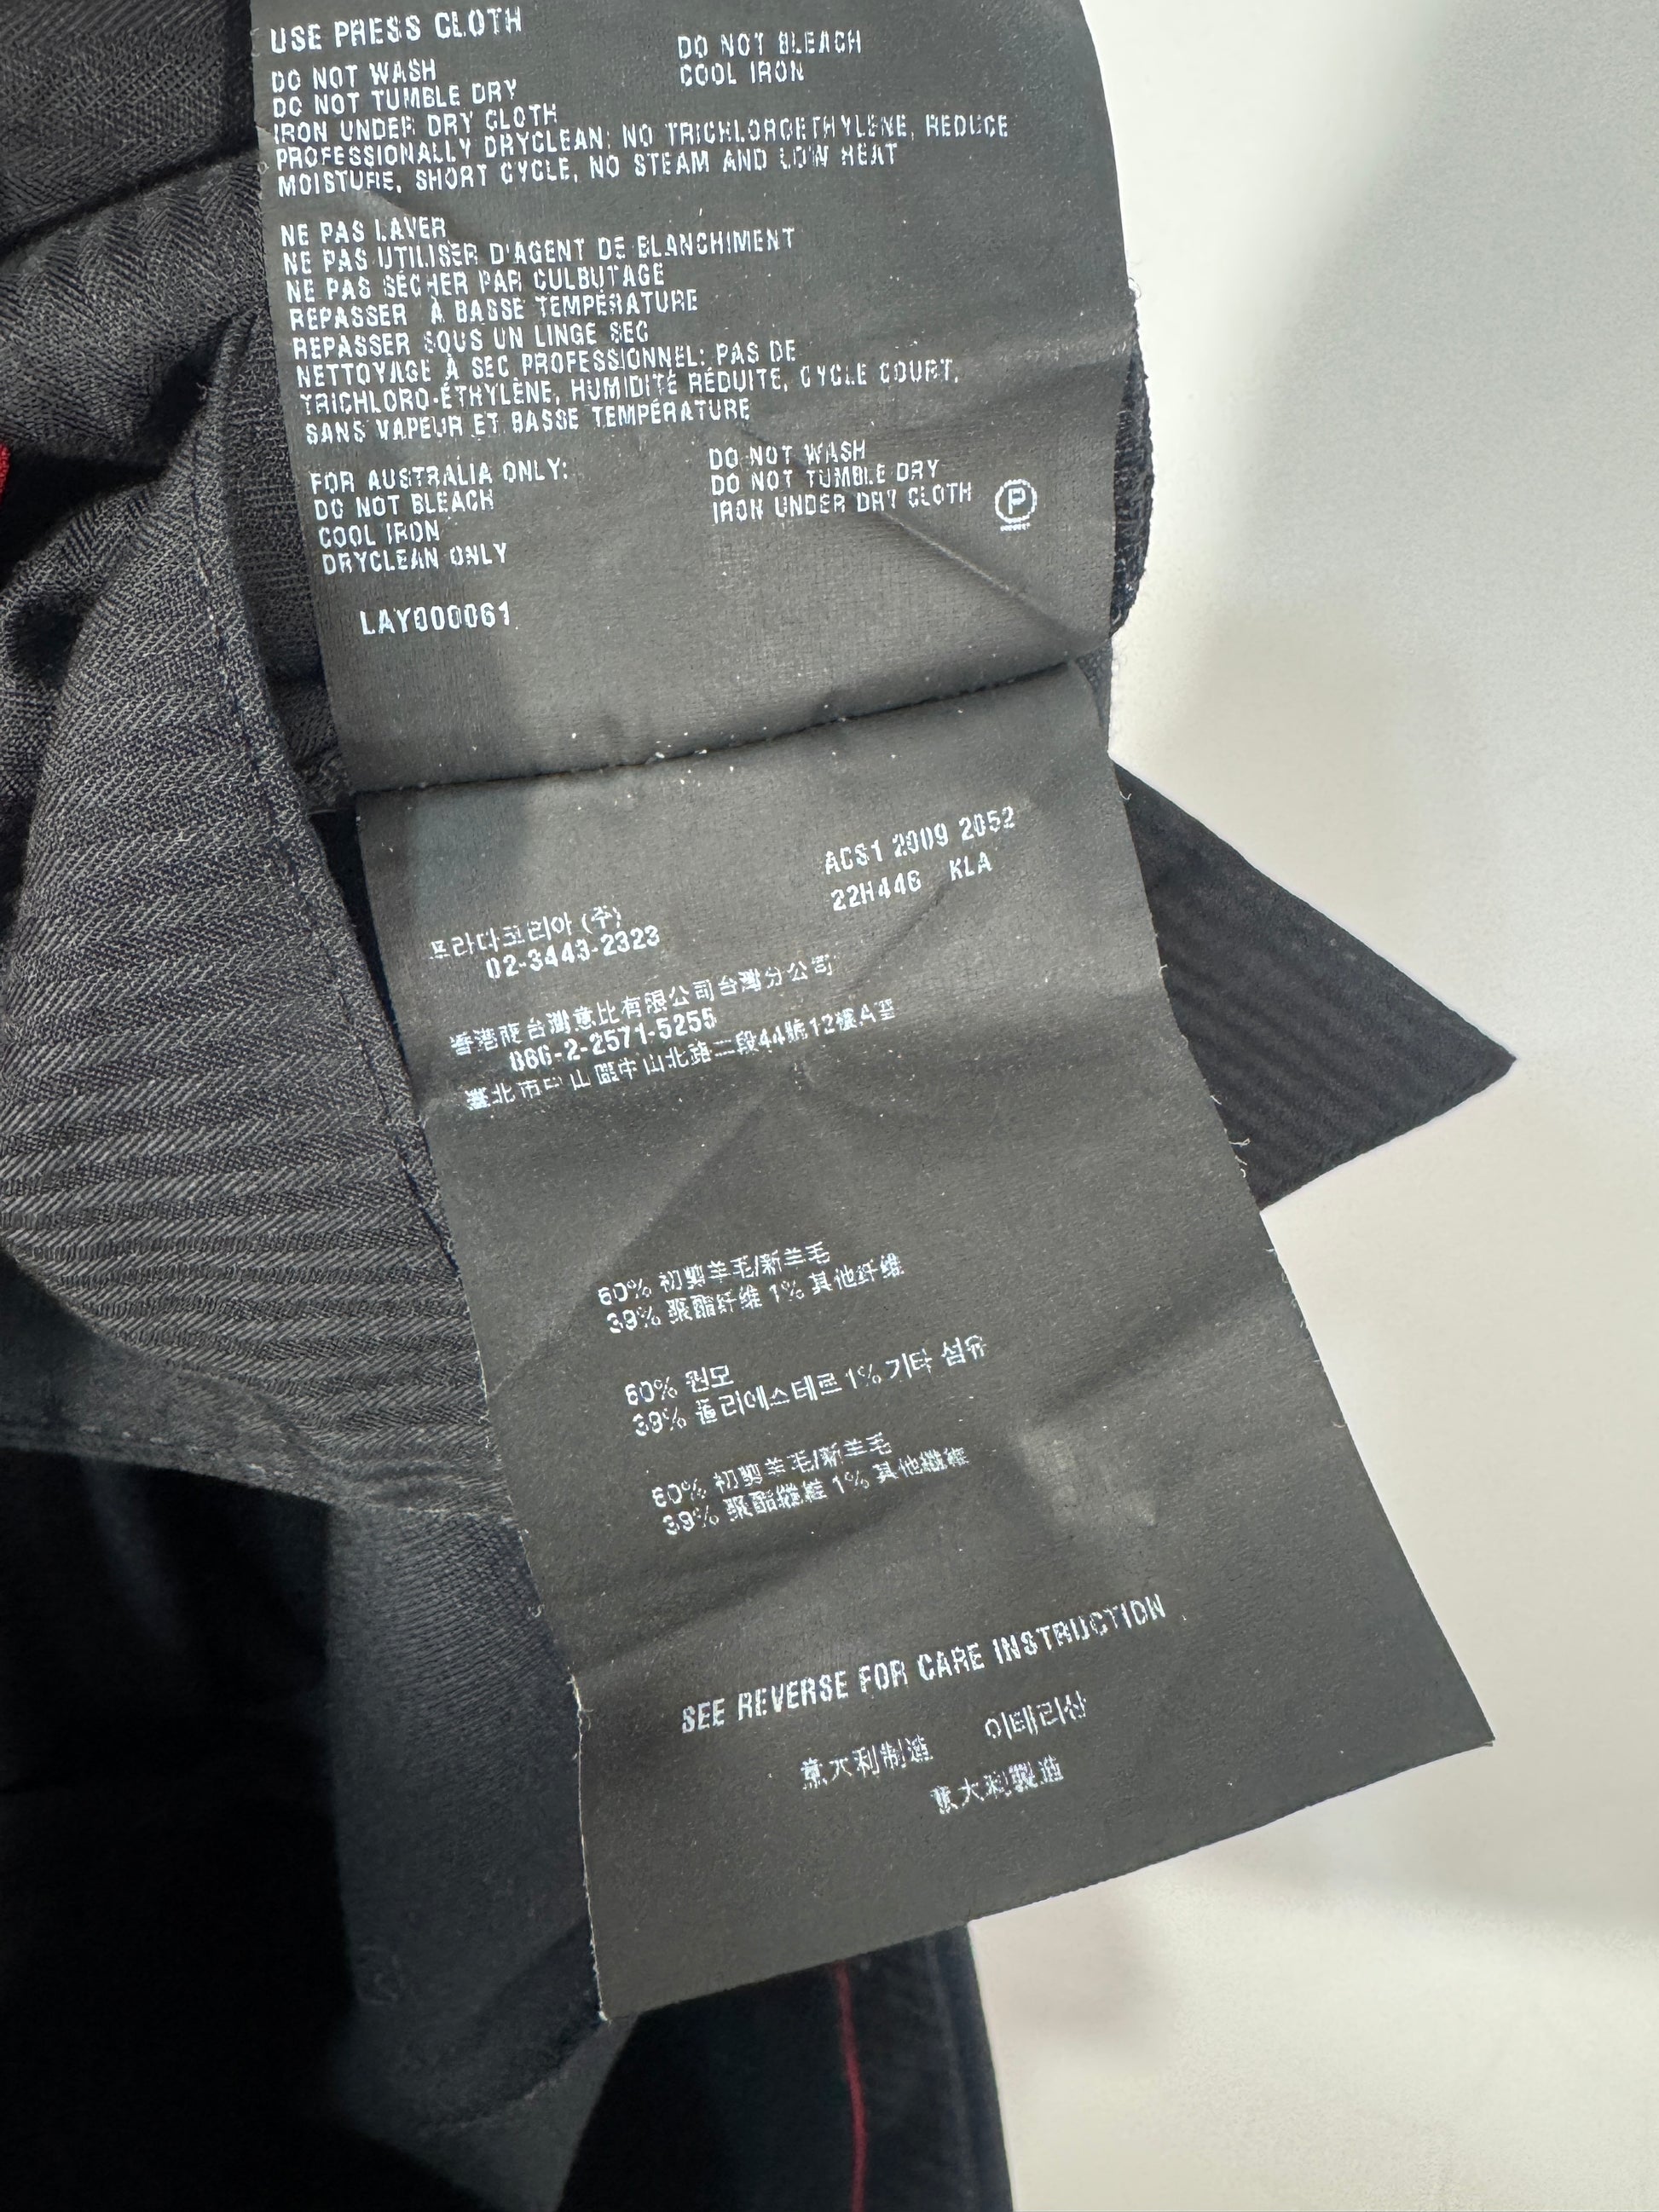 USE PRESS CLOTH
DO NOT WASH DO NOT BLEACH
DO NOT TUMBLE DRY COOL IRON
IRON UNDER DRY CLOTH
PROFESSIONALLY DRYCLEAN: NO TRICHLOROETHYLENE, REDUCE
MOISTURE, SHORT CYCLE, NO STEAM AND LOW HEAT
NE PAS LAVER
NE PAS UTILISER D'AGENT DE BLANCHIMENT
NE PAS SÉCHER PAR CULBUTAGE
REPASSER À BASSE TEMPÉRATURE
REPASSER SOUS UN LINGE SEC
NETTOYAGE À SEC PROFESSIONNEL: PAS DE
TRICHLORO-ÉTHYLÈNE, HUMIDITÉ RÉDUITE, CYCLE COURT,
SANS VAPEUR ET BASSE TEMPÉRATURE
FOR AUSTRALIA ONLY: DO NOT WASH
DO NOT BLEACH DO NOT TUMBLE DRY
COOL IRON IRON UNDER DRY CLOTH P
DRYCLEAN ONLY
LAY000061
ACS1 2009 2052
22H446 KLA
프라다코리아 (주)
02-3443-2323
香港商台灣意比有限公司台灣分公司
866-2-2571-5255
臺北市中山區中山北路二段44號12樓A室
60% 初剪羊毛/新羊毛
39% 聚酯纤维 1% 其他纤维
60% 원모
39% 폴리에스테르 1% 기타 섬유
60% 初剪羊毛/新羊毛
39% 聚酯纖維 1% 其他纖維
SEE REVERSE FOR CARE INSTRUCTION
意大利制造 이태리산
意大利製造